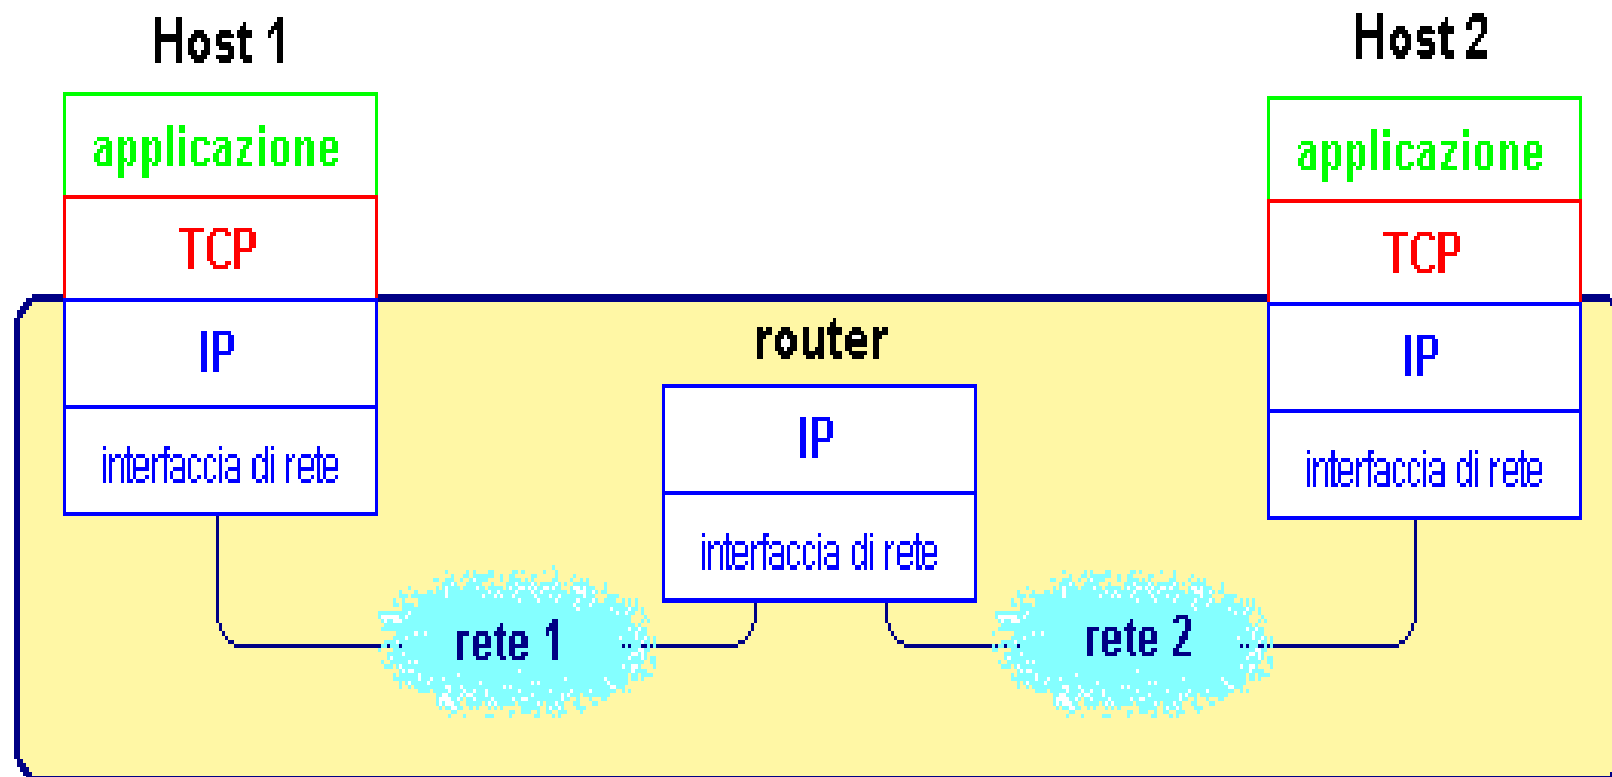 Host 1
applicazione
TCP
IP
interfaccia di rete
Host 2
applicazione
TCP
IP
interfaccia di rete
router
IP
interfaccia di rete
rete 1
rete 2